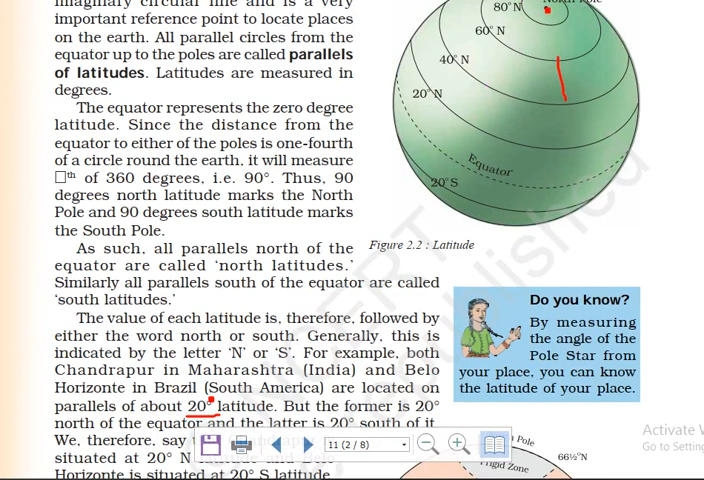 imaginary circular line and is a very
important reference point to locate places
on the earth. All parallel circles from the
equator up to the poles are called parallels
of latitudes. Latitudes are measured in
degrees.
The equator represents the zero degree
latitude. Since the distance from the
equator to either of the poles is one-fourth
of a circle round the earth, it will measure
□th of 360 degrees, i.e. 90°. Thus, 90
degrees north latitude marks the North
Pole and 90 degrees south latitude marks
the South Pole.
As such, all parallels north of the
equator are called ‘north latitudes.’
Similarly all parallels south of the equator are called
‘south latitudes.’
The value of each latitude is, therefore, followed by
either the word north or south. Generally, this is
indicated by the letter ‘N’ or ‘S’. For example, both
Chandrapur in Maharashtra (India) and Belo
Horizonte in Brazil (South America) are located on
parallels of about 20° latitude. But the former is 20°
north of the equator and the latter is 20° south of it.
We, therefore, say
situated at 20° N
Horizonte is situated at 20° S latitude.
North Pole
80°N
60°N
40°N
20°N
Equator
20°S
Figure 2.2 : Latitude
Do you know?
By measuring
the angle of the
Pole Star from
your place, you can know
the latitude of your place.
11 (2 / 8)
Pole
66½°N
Frigid Zone
NCERT
republished
Activate
Go to Setting